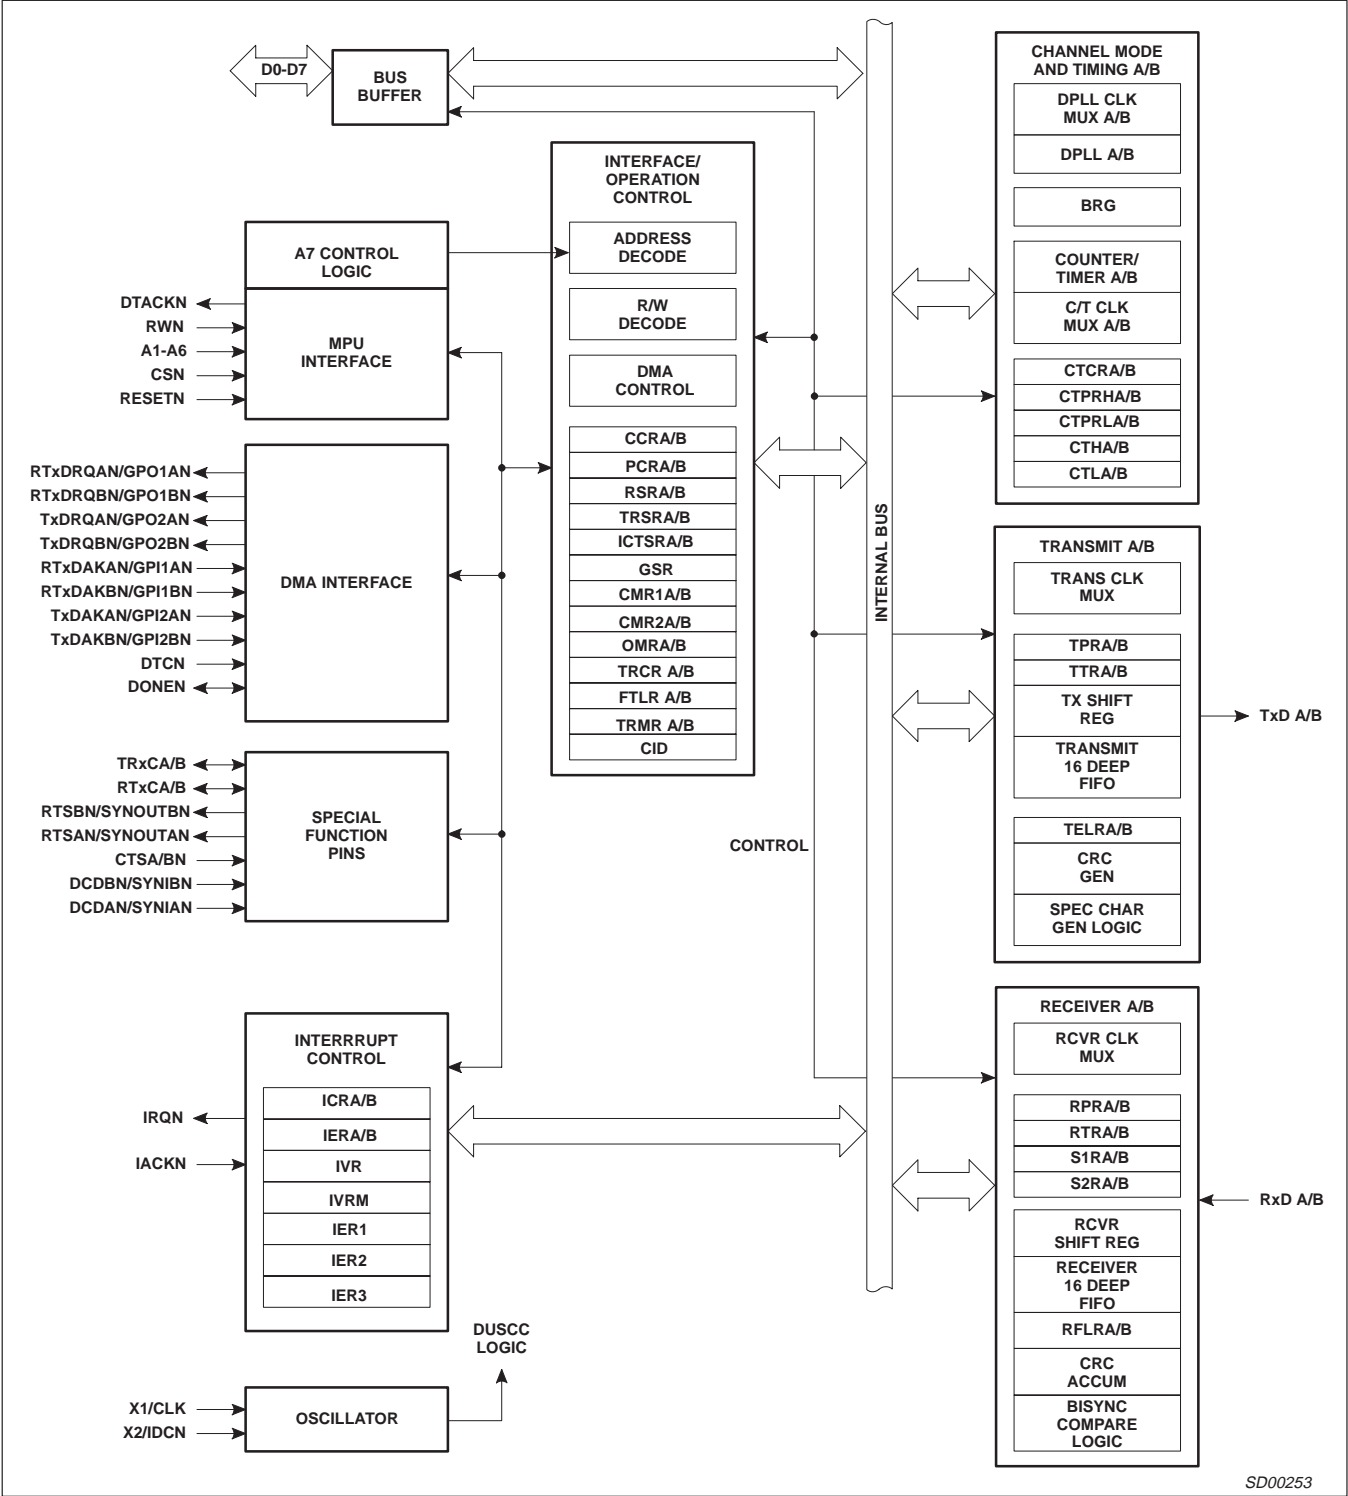 D0-D7
BUS
BUFFER
A7 CONTROL
LOGIC
MPU
INTERFACE
DTACKN
RWN
A1-A6
CSN
RESETN
DMA INTERFACE
RTxDRQAN/GPO1AN
RTxDRQBN/GPO1BN
TxDRQAN/GPO2AN
TxDRQBN/GPO2BN
RTxDAKAN/GPI1AN
RTxDAKBN/GPI1BN
TxDAKAN/GPI2AN
TxDAKBN/GPI2BN
DTCN
DONEN
SPECIAL
FUNCTION
PINS
TRxCA/B
RTxCA/B
RTSBN/SYNOUTBN
RTSAN/SYNOUTAN
CTSA/BN
DCDBN/SYNIBN
DCDAN/SYNIAN
INTERRRUPT
CONTROL
ICRA/B
IERA/B
IVR
IVRM
IER1
IER2
IER3
IRQN
IACKN
OSCILLATOR
X1/CLK
X2/IDCN
DUSCC
LOGIC
INTERFACE/
OPERATION
CONTROL
ADDRESS
DECODE
R/W
DECODE
DMA
CONTROL
CCRA/B
PCRA/B
RSRA/B
TRSRA/B
ICTSRA/B
GSR
CMR1A/B
CMR2A/B
OMRA/B
TRCR A/B
FTLR A/B
TRMR A/B
CID
CONTROL
INTERNAL BUS
CHANNEL MODE
AND TIMING A/B
DPLL CLK
MUX A/B
DPLL A/B
BRG
COUNTER/
TIMER A/B
C/T CLK
MUX A/B
CTCRA/B
CTPRHA/B
CTPRLA/B
CTHA/B
CTLA/B
TRANSMIT A/B
TRANS CLK
MUX
TPRA/B
TTRA/B
TX SHIFT
REG
TRANSMIT
16 DEEP
FIFO
TELRA/B
CRC
GEN
SPEC CHAR
GEN LOGIC
TxD A/B
RECEIVER A/B
RCVR CLK
MUX
RPRA/B
RTRA/B
S1RA/B
S2RA/B
RCVR
SHIFT REG
RECEIVER
16 DEEP
FIFO
RFLRA/B
CRC
ACCUM
BISYNC
COMPARE
LOGIC
RxD A/B
SD00253